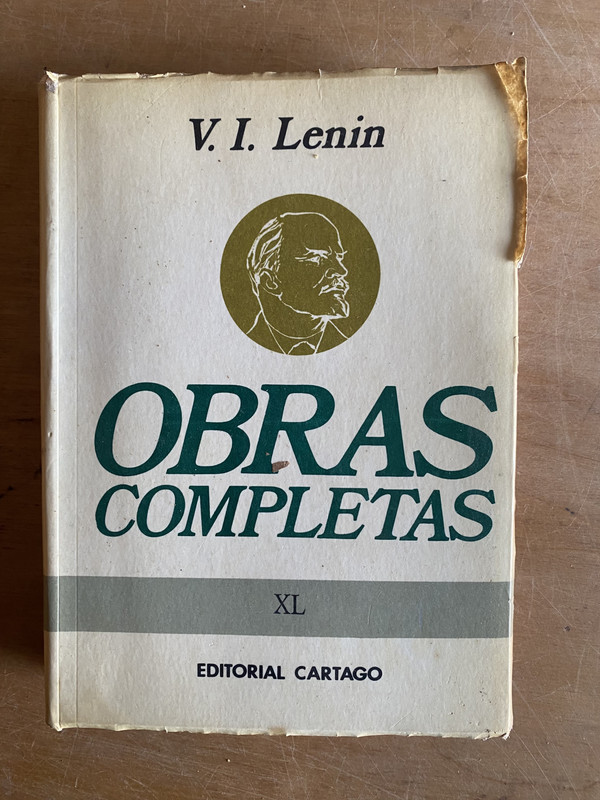 V. I. Lenin
OBRAS
COMPLETAS
XL
EDITORIAL CARTAGO